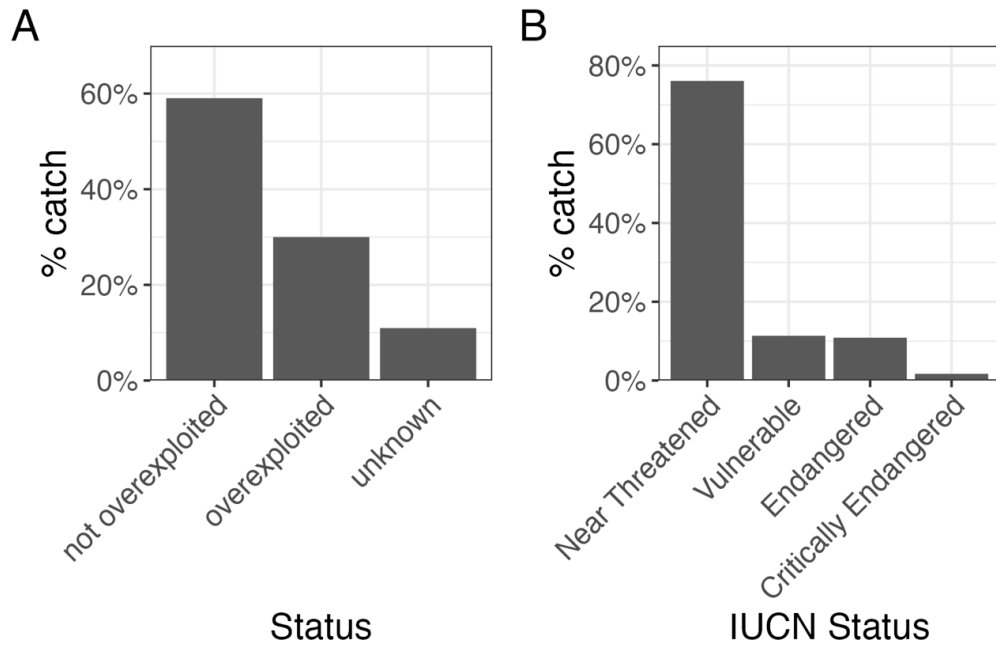 A
% catch
60%
40%
20%
0%
not overexploited
overexploited
unknown
Status
B
% catch
80%
60%
40%
20%
0%
Near Threatened
Vulnerable
Endangered
Critically Endangered
IUCN Status